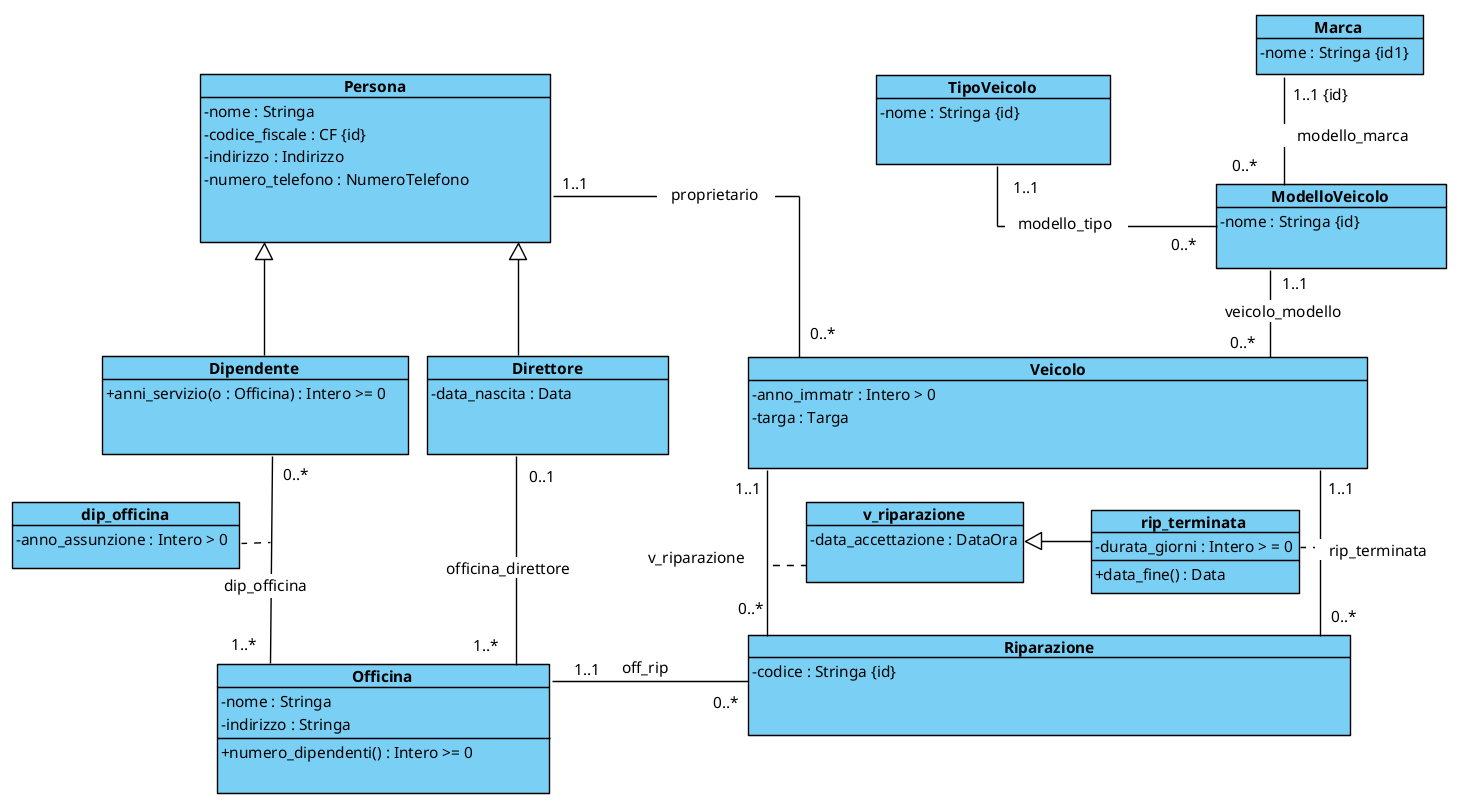 Marca
-nome : Stringa {id1}
1..1 {id}
modello_marca
0..*
Persona
-nome : Stringa
-codice_fiscale : CF {id}
-indirizzo : Indirizzo
-numero_telefono : NumeroTelefono
TipoVeicolo
-nome : Stringa {id}
1..1
proprietario
0..*
1..1
modello_tipo
0..*
ModelloVeicolo
-nome : Stringa {id}
1..1
veicolo_modello
0..*
Dipendente
+anni_servizio(o : Officina) : Intero >= 0
Direttore
-data_nascita : Data
Veicolo
-anno_immatr : Intero > 0
-targa : Targa
0..*
0..1
1..1
1..1
dip_officina
-anno_assunzione : Intero > 0
v_riparazione
-data_accettazione : DataOra
rip_terminata
-durata_giorni : Intero > = 0
+data_fine() : Data
dip_officina
officina_direttore
v_riparazione
rip_terminata
1..*
1..*
0..*
0..*
Officina
-nome : Stringa
-indirizzo : Stringa
+numero_dipendenti() : Intero >= 0
1..1
off_rip
0..*
Riparazione
-codice : Stringa {id}